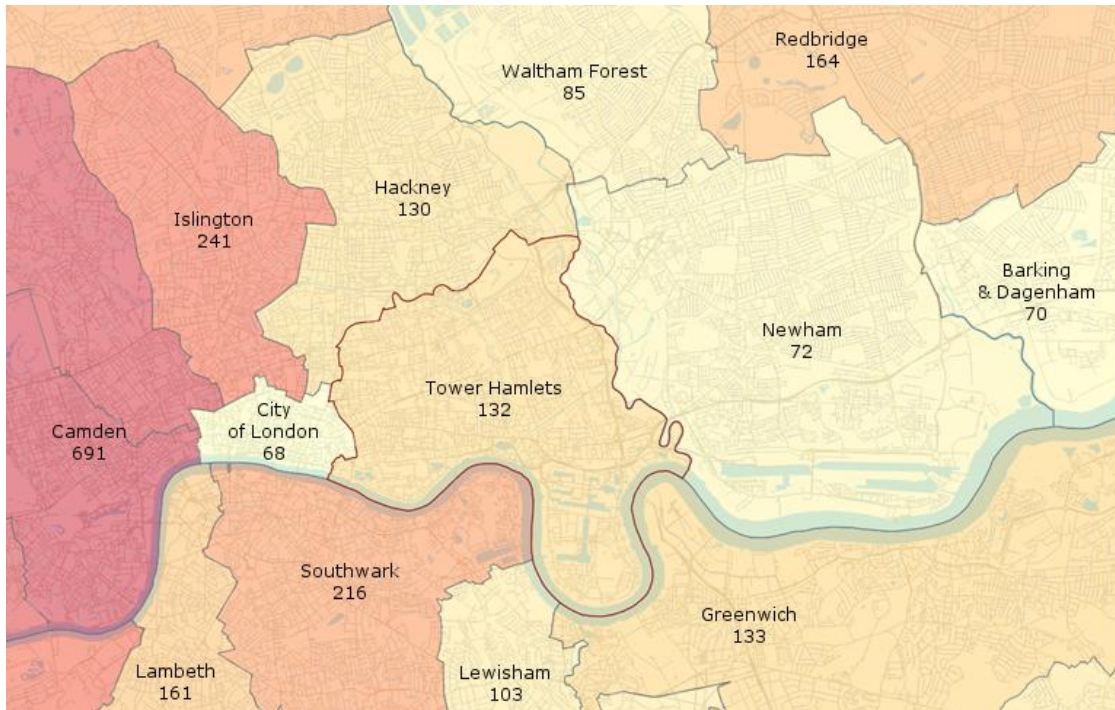 Redbridge
164
Waltham Forest
85
Hackney
130
Islington
241
Barking
& Dagenham
70
Newham
72
Tower Hamlets
132
City
of London
68
Camden
691
Southwark
216
Greenwich
133
Lambeth
161
Lewisham
103